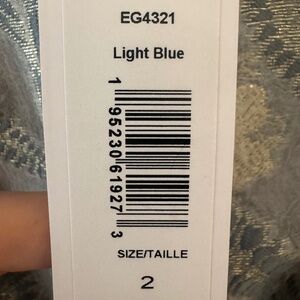 EG4321
Light Blue
1 95230 61927 3
SIZE/TAILLE
2